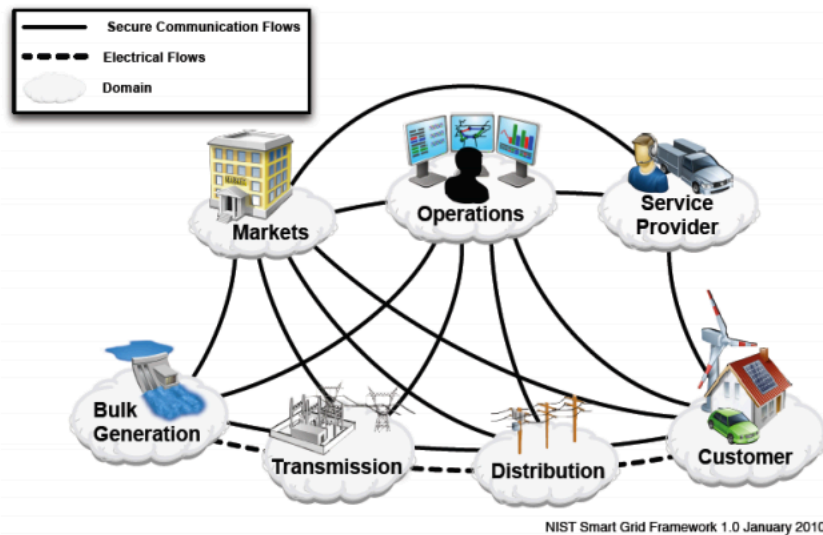 Secure Communication Flows
Electrical Flows
Domain
MARKET
Markets
Operations
Service
Provider
Bulk
Generation
Transmission
Distribution
Customer
NIST Smart Grid Framework 1.0 January 2010